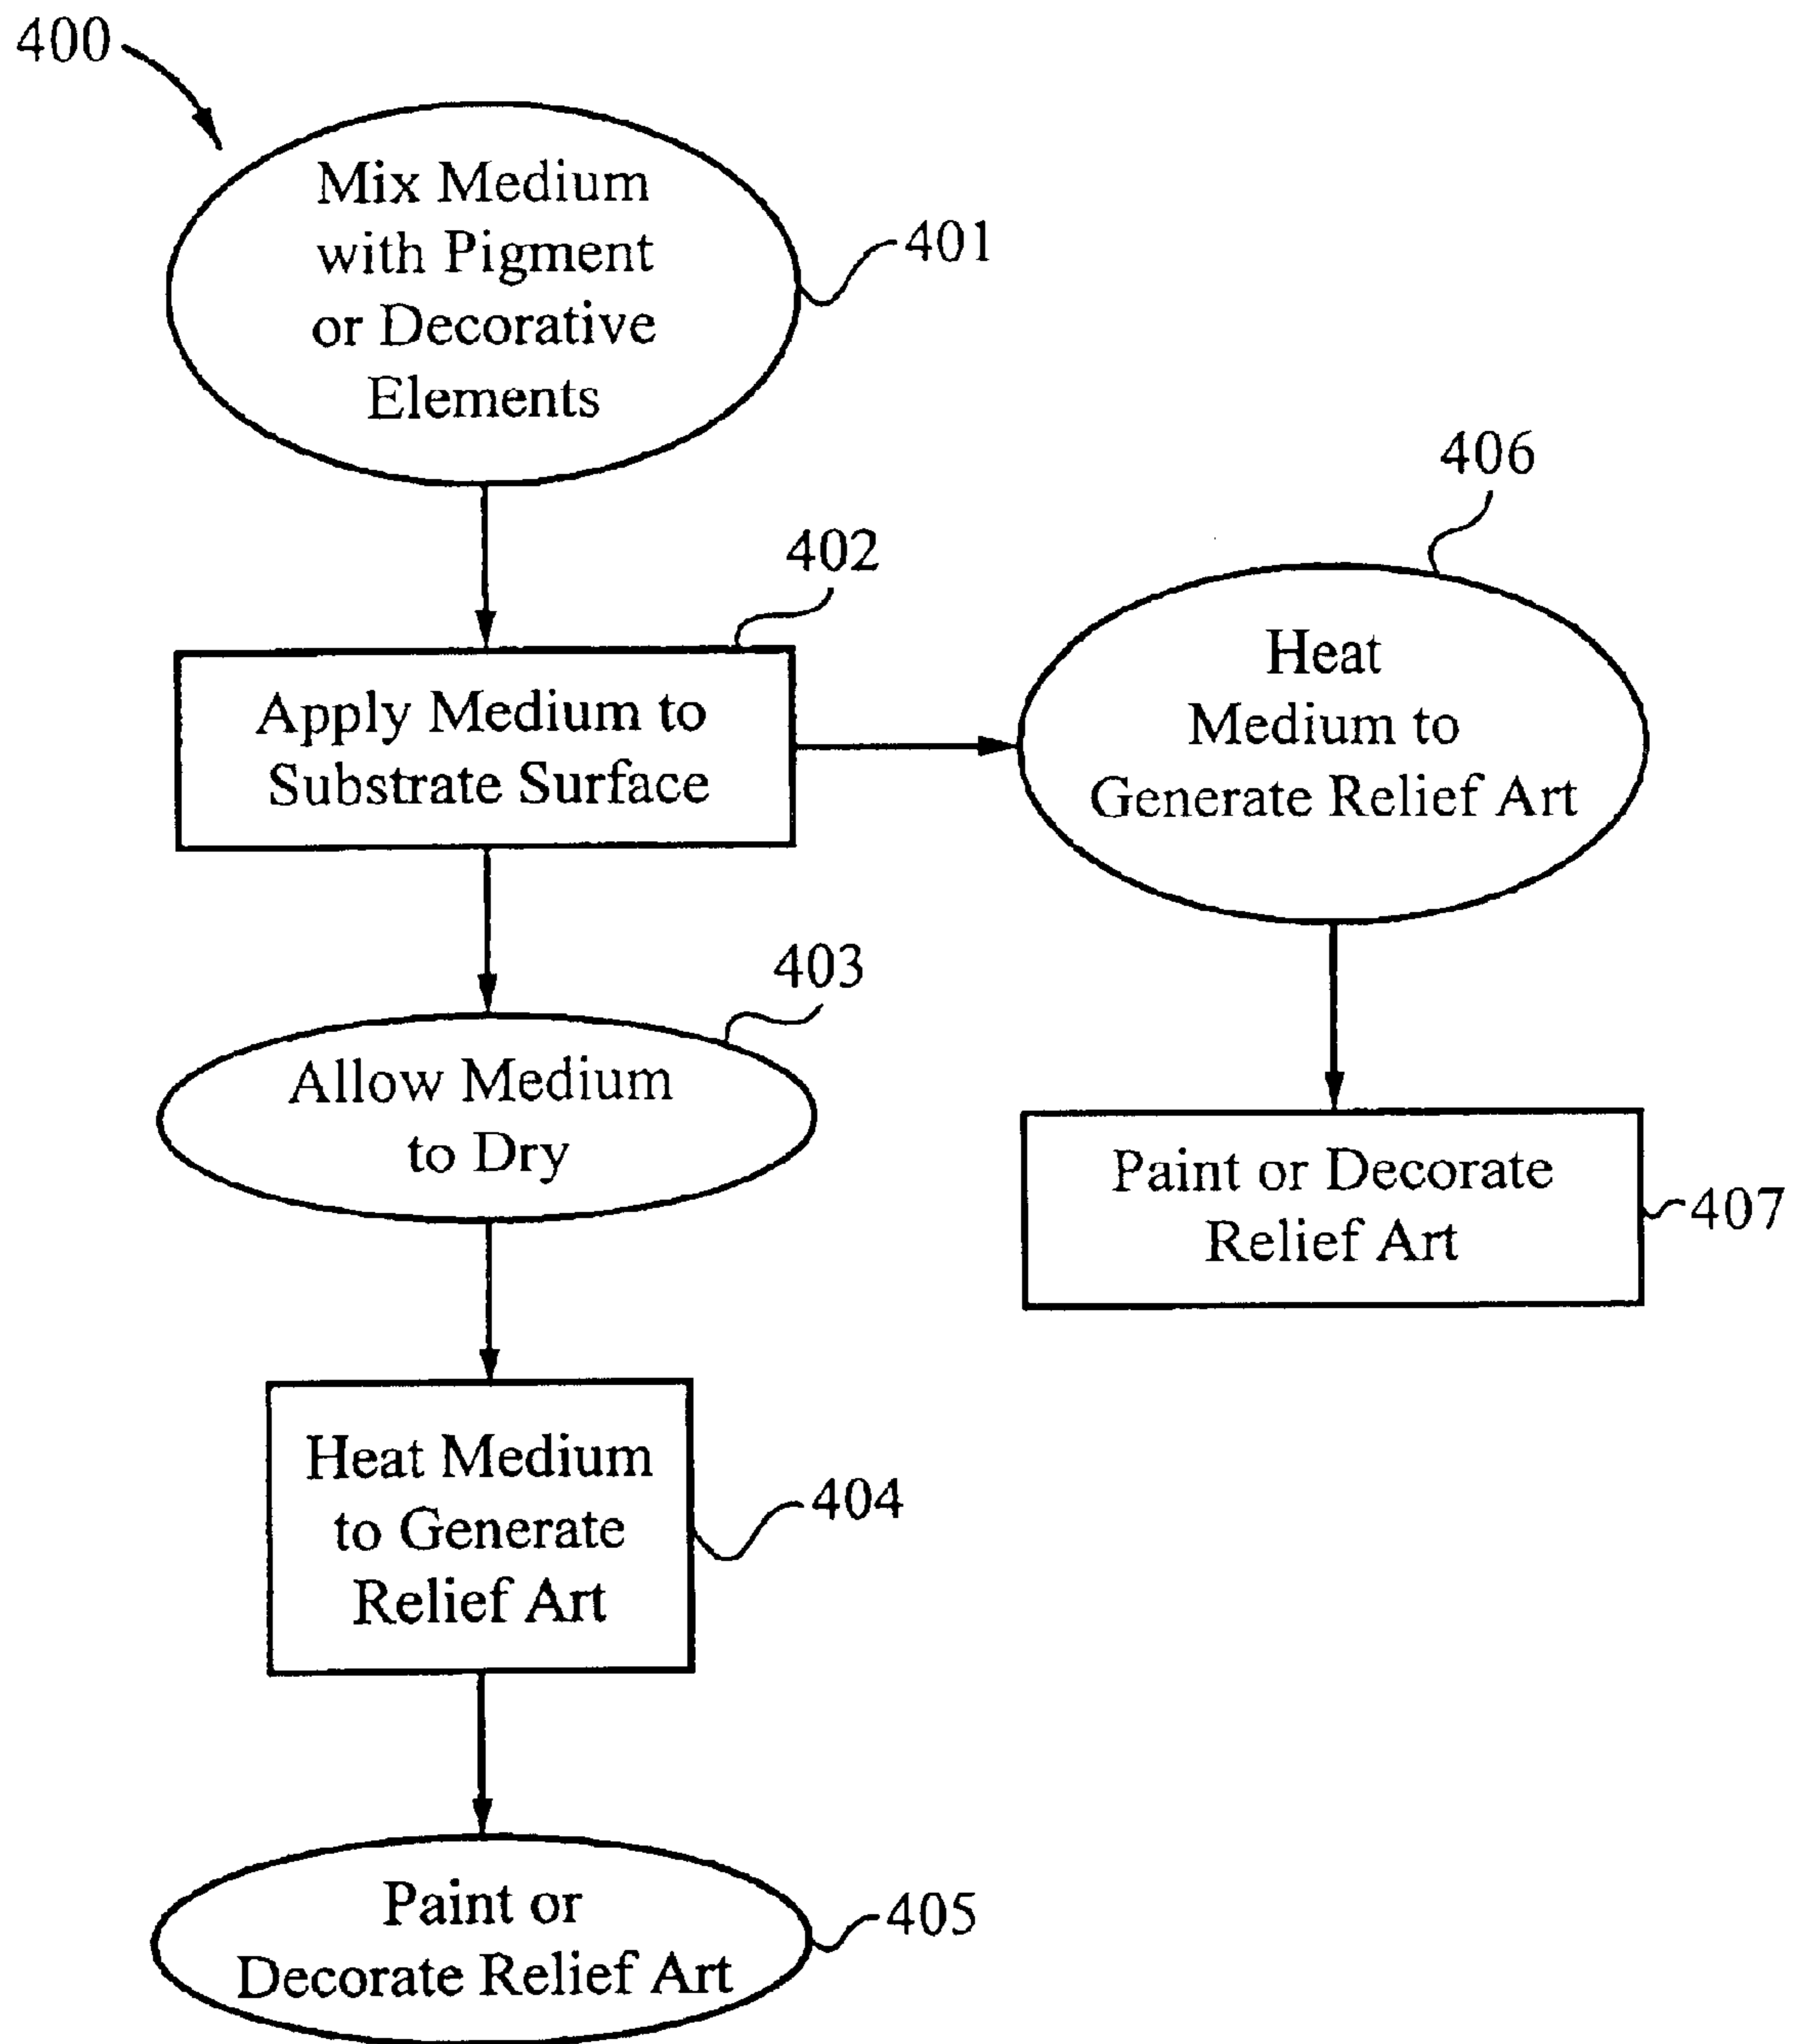 400
Mix Medium
with Pigment
or Decorative
Elements
401
402
Apply Medium to
Substrate Surface
406
Heat
Medium to
Generate Relief Art
403
Allow Medium
to Dry
Paint or Decorate
Relief Art
407
Heat Medium
to Generate
Relief Art
404
Paint or
Decorate Relief Art
405